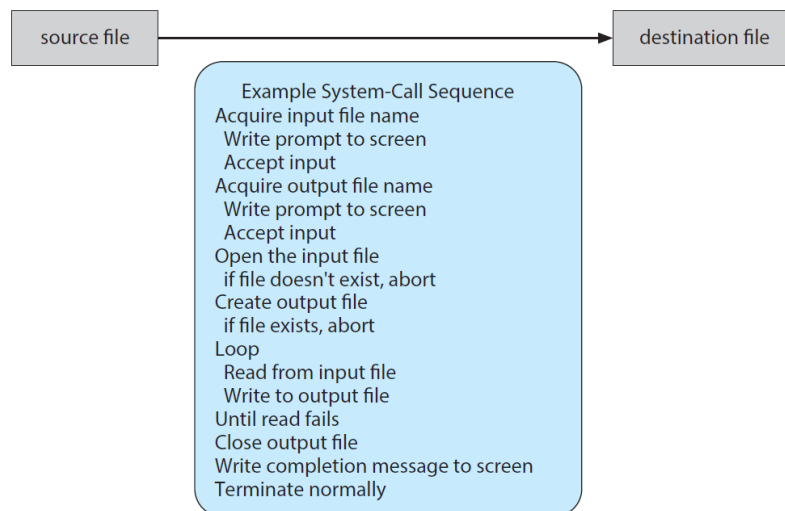 source file
destination file
Example System-Call Sequence
Acquire input file name
Write prompt to screen
Accept input
Acquire output file name
Write prompt to screen
Accept input
Open the input file
if file doesn't exist, abort
Create output file
if file exists, abort
Loop
Read from input file
Write to output file
Until read fails
Close output file
Write completion message to screen
Terminate normally